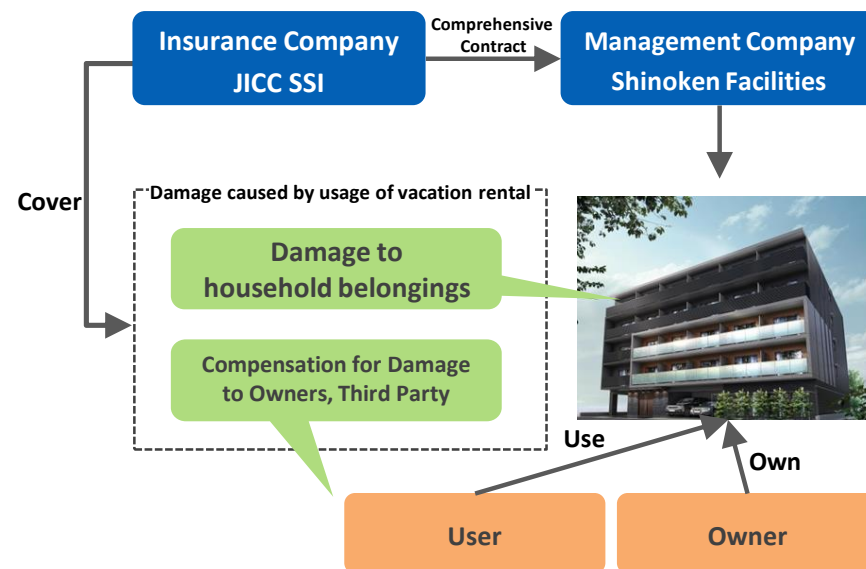 Insurance Company
JICC SSI
Comprehensive
Contract
Management Company
Shinoken Facilities
Cover
Damage caused by usage of vacation rental
Damage to
household belongings
Compensation for Damage
to Owners, Third Party
Use
Own
User
Owner